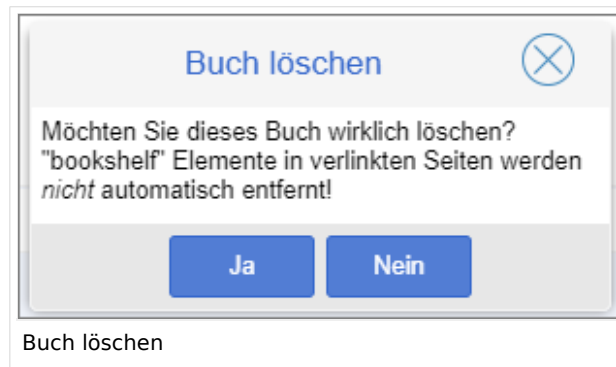 Buch löschen
Möchten Sie dieses Buch wirklich löschen?
"bookshelf" Elemente in verlinkten Seiten werden
nicht automatisch entfernt!
Ja
Nein
Buch löschen